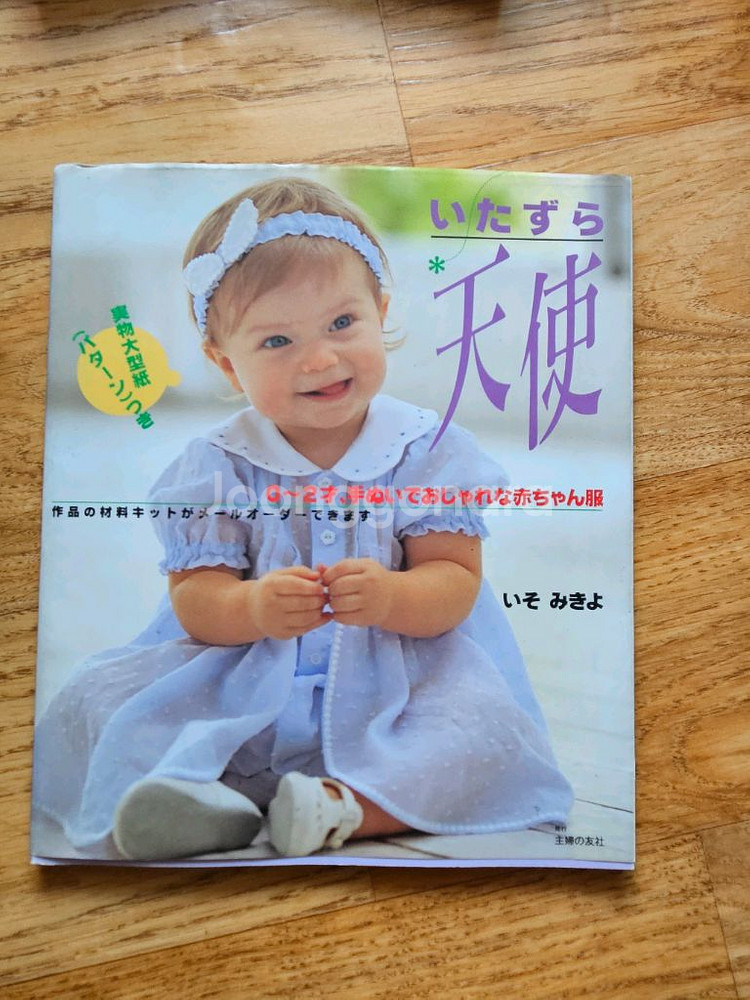 いたずら
*天使
実物大型紙
(パターン)つき
0〜2才 手ぬいでおしゃれな赤ちゃん服
作品の材料キットがメールオーダーできます
いそ みきよ
発行
主婦の友社
Joonggonara